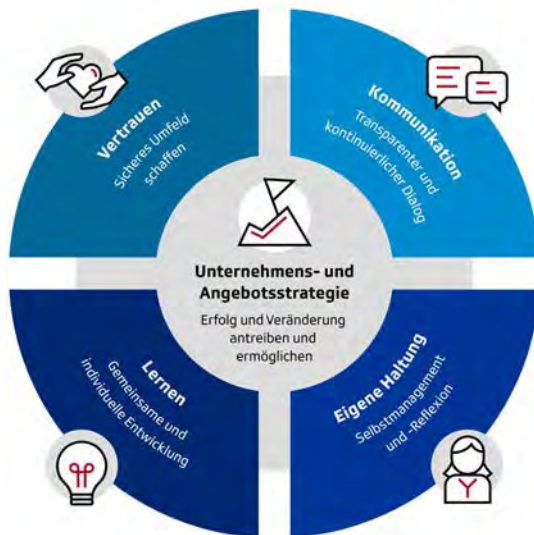 Vertrauen
Sicheres Umfeld
schaffen
Kommunikation
Transparenter und
kontinuierlicher Dialog
Unternehmens- und
Angebotsstrategie
Erfolg und Veränderung
antreiben und
ermöglichen
Lernen
Gemeinsame und
individuelle Entwicklung
Eigene Haltung
Selbstmanagement
und -Reflexion